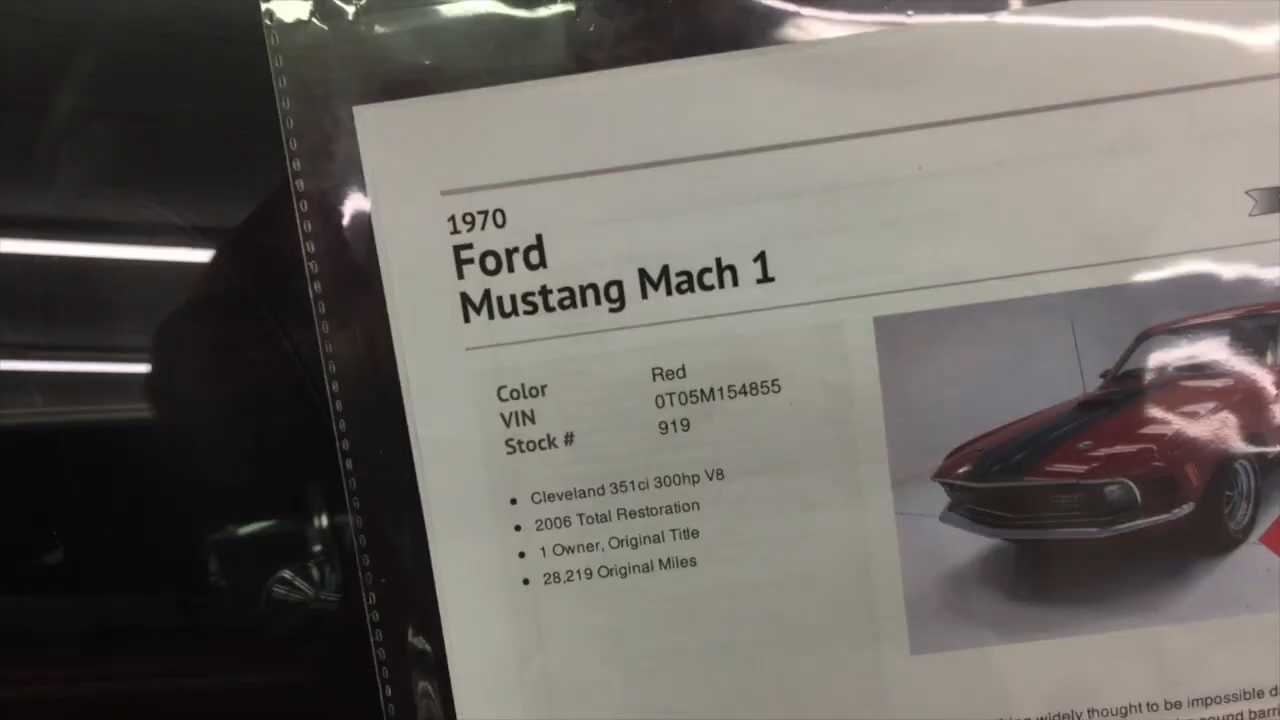 1970
Ford
Mustang Mach 1
Color Red
VIN 0T05M154855
Stock # 919
• Cleveland 351ci 300hp V8
• 2006 Total Restoration
• 1 Owner, Original Title
• 28,219 Original Miles
widely thought to be impossible